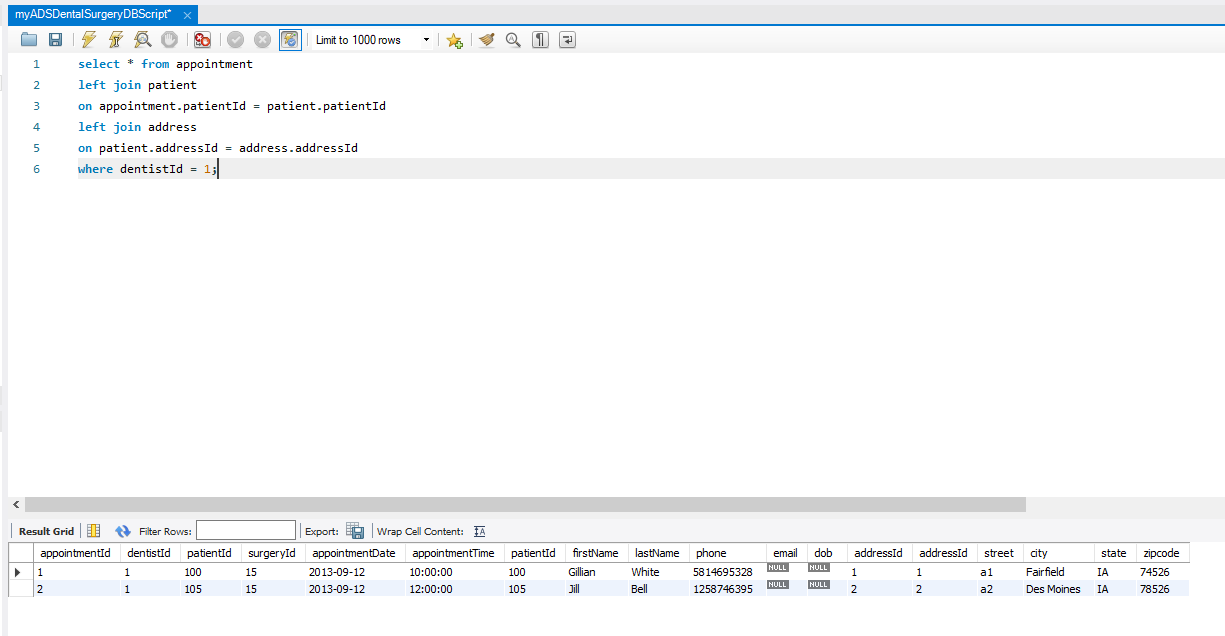 myADSDentalSurgeryDBScript*
Limit to 1000 rows
1 select * from appointment
2 left join patient
3 on appointment.patientId = patient.patientId
4 left join address
5 on patient.addressId = address.addressId
6 where dentistId = 1;
Result Grid Filter Rows: Export: Wrap Cell Content:
appointmentId dentistId patientId surgeryId appointmentDate appointmentTime patientId firstName lastName phone email dob addressId addressId street city state zipcode
1 1 100 15 2013-09-12 10:00:00 100 Gillian White 5814695328 NULL NULL 1 1 a1 Fairfield IA 74526
2 1 105 15 2013-09-12 12:00:00 105 Jill Bell 1258746395 NULL NULL 2 2 a2 Des Moines IA 78526